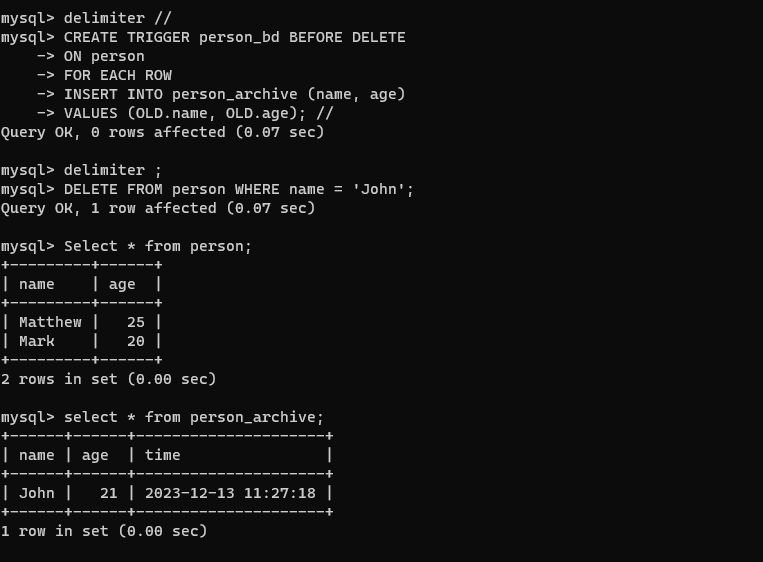 mysql> delimiter //
mysql> CREATE TRIGGER person_bd BEFORE DELETE
    -> ON person
    -> FOR EACH ROW
    -> INSERT INTO person_archive (name, age)
    -> VALUES (OLD.name, OLD.age); //
Query OK, 0 rows affected (0.07 sec)

mysql> delimiter ;
mysql> DELETE FROM person WHERE name = 'John';
Query OK, 1 row affected (0.07 sec)

mysql> Select * from person;
+---------+------+
| name    | age  |
+---------+------+
| Matthew |   25 |
| Mark    |   20 |
+---------+------+
2 rows in set (0.00 sec)

mysql> select * from person_archive;
+------+------+---------------------+
| name | age  | time                |
+------+------+---------------------+
| John |   21 | 2023-12-13 11:27:18 |
+------+------+---------------------+
1 row in set (0.00 sec)